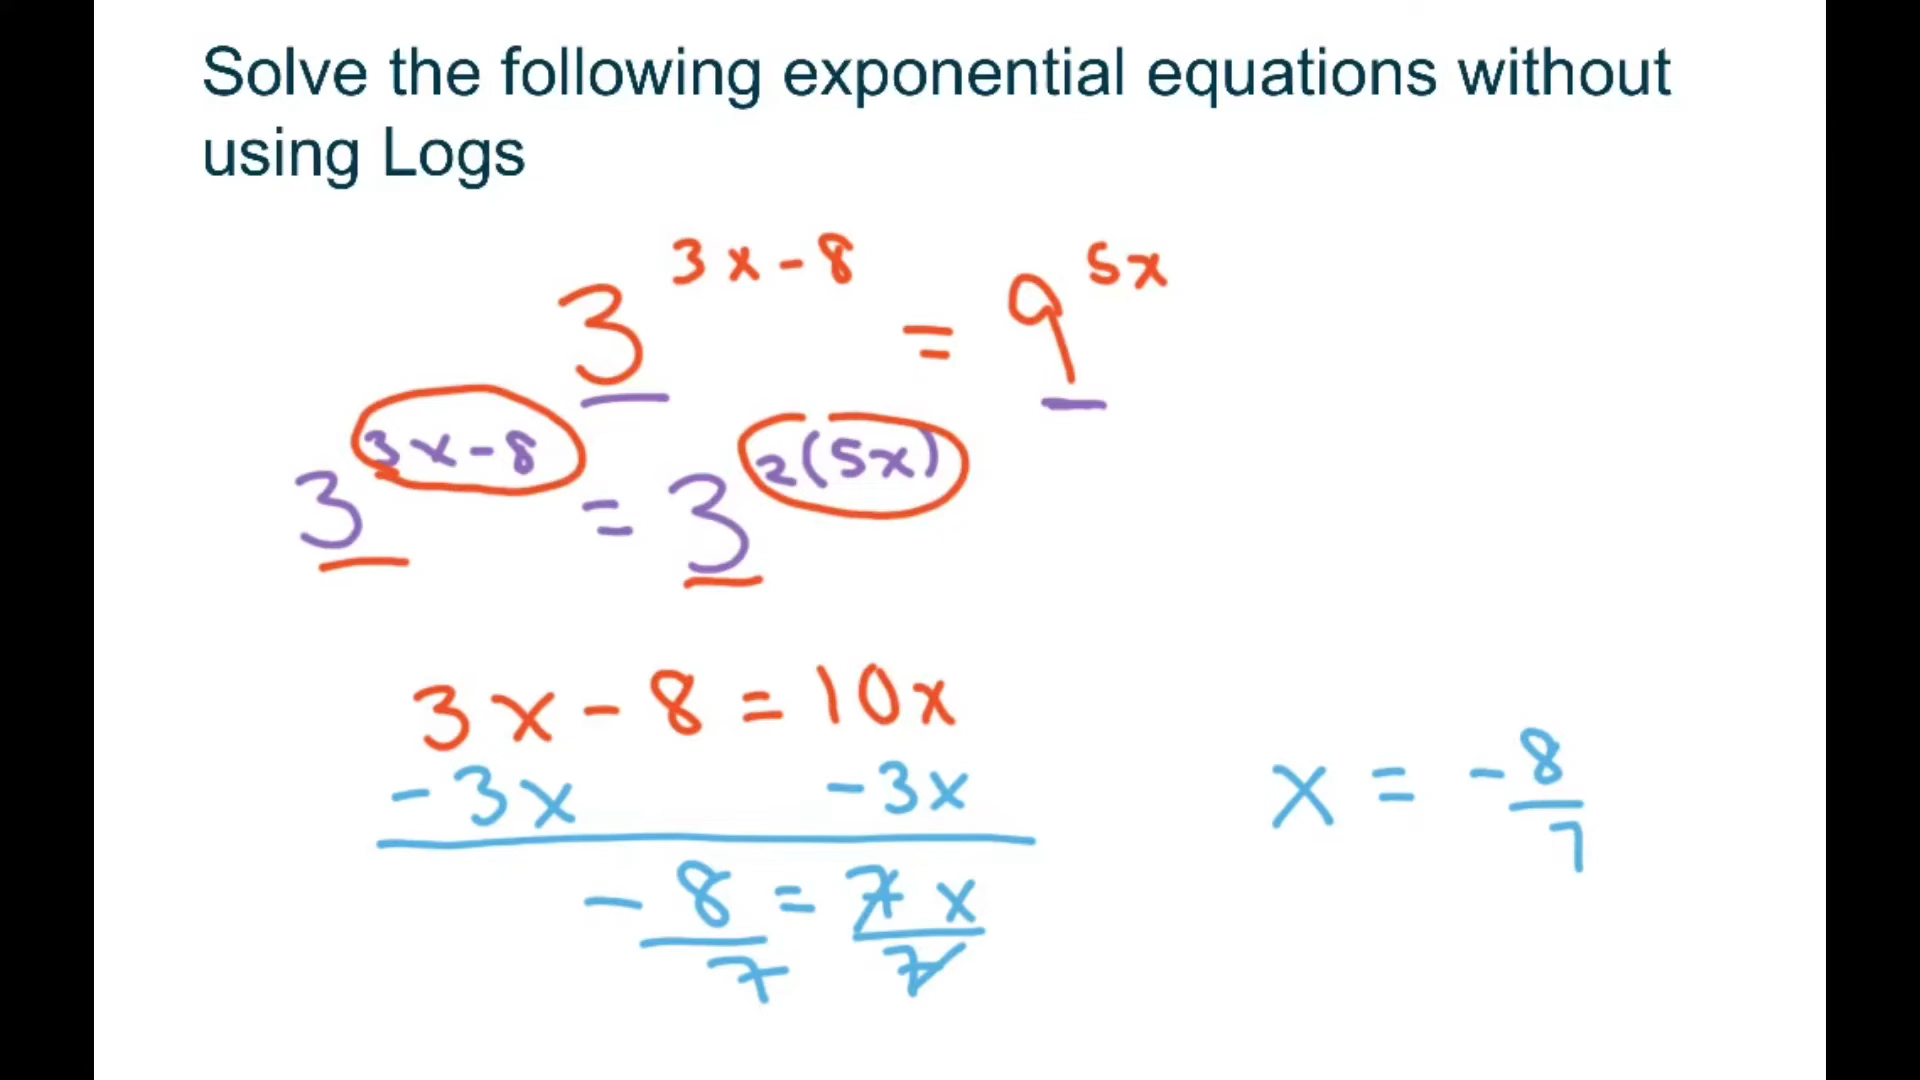 Solve the following exponential equations without
using Logs
3^(3x-8) = 9^(5x)
3^(3x-8) = 3^(2(5x))
3x - 8 = 10x
-3x -3x
-8/7 = 7x/7
x = -8/7